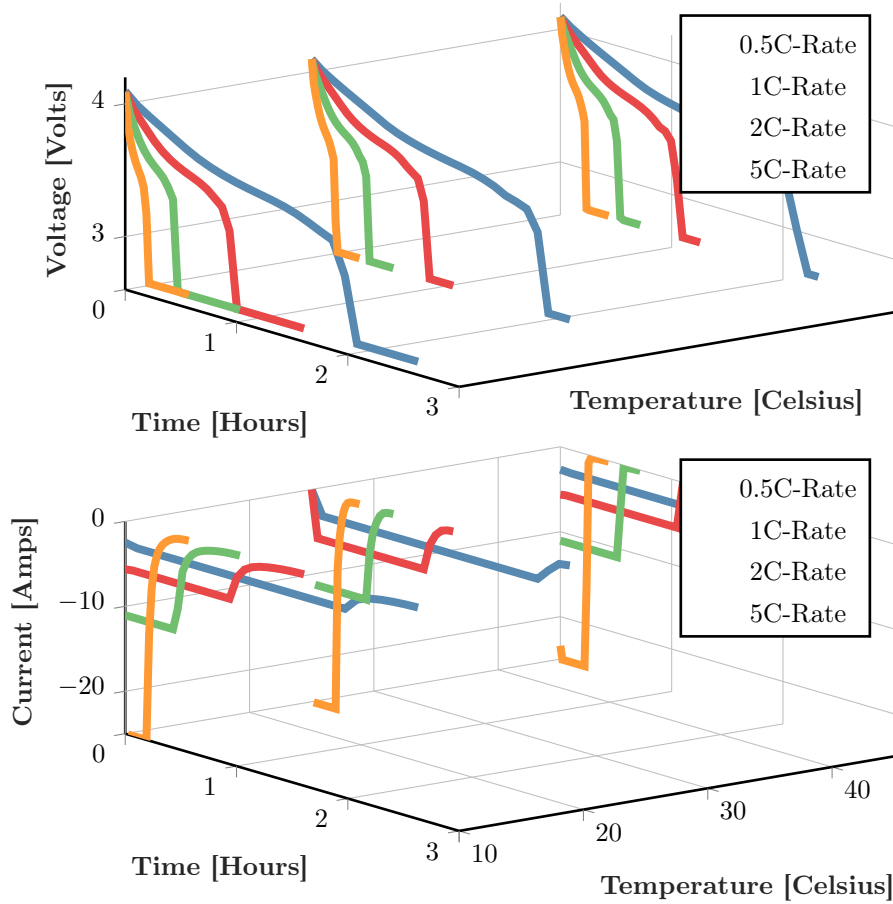 0.5C-Rate
1C-Rate
2C-Rate
5C-Rate
Voltage [Volts]
4
3
0
1
2
3
Time [Hours]
Temperature [Celsius]
0.5C-Rate
1C-Rate
2C-Rate
5C-Rate
Current [Amps]
0
−10
−20
0
1
2
3
10
20
30
40
Time [Hours]
Temperature [Celsius]